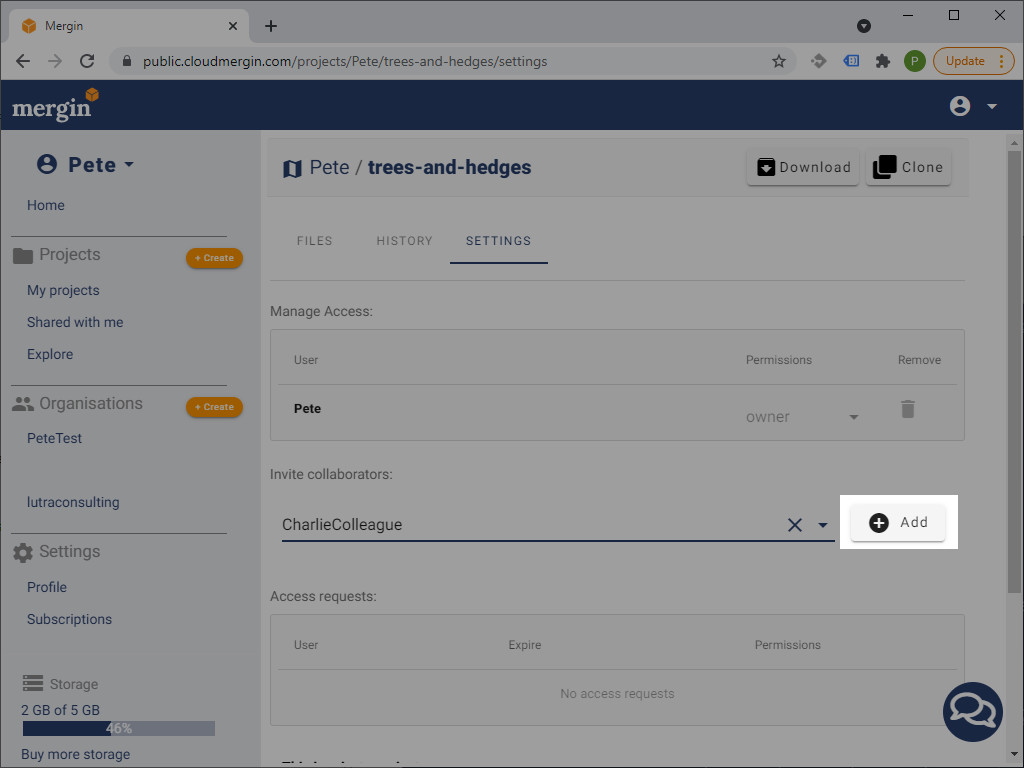 Mergin
public.cloudmergin.com/projects/Pete/trees-and-hedges/settings
P
Update
mergin
Pete
Home
Projects
+ Create
My projects
Shared with me
Explore
Organisations
+ Create
PeteTest
lutraconsulting
Settings
Profile
Subscriptions
Storage
2 GB of 5 GB
46%
Buy more storage
Pete / trees-and-hedges
Download
Clone
FILES
HISTORY
SETTINGS
Manage Access:
User Permissions Remove
Pete owner
Invite collaborators:
CharlieColleague
Add
Access requests:
User Expire Permissions
No access requests